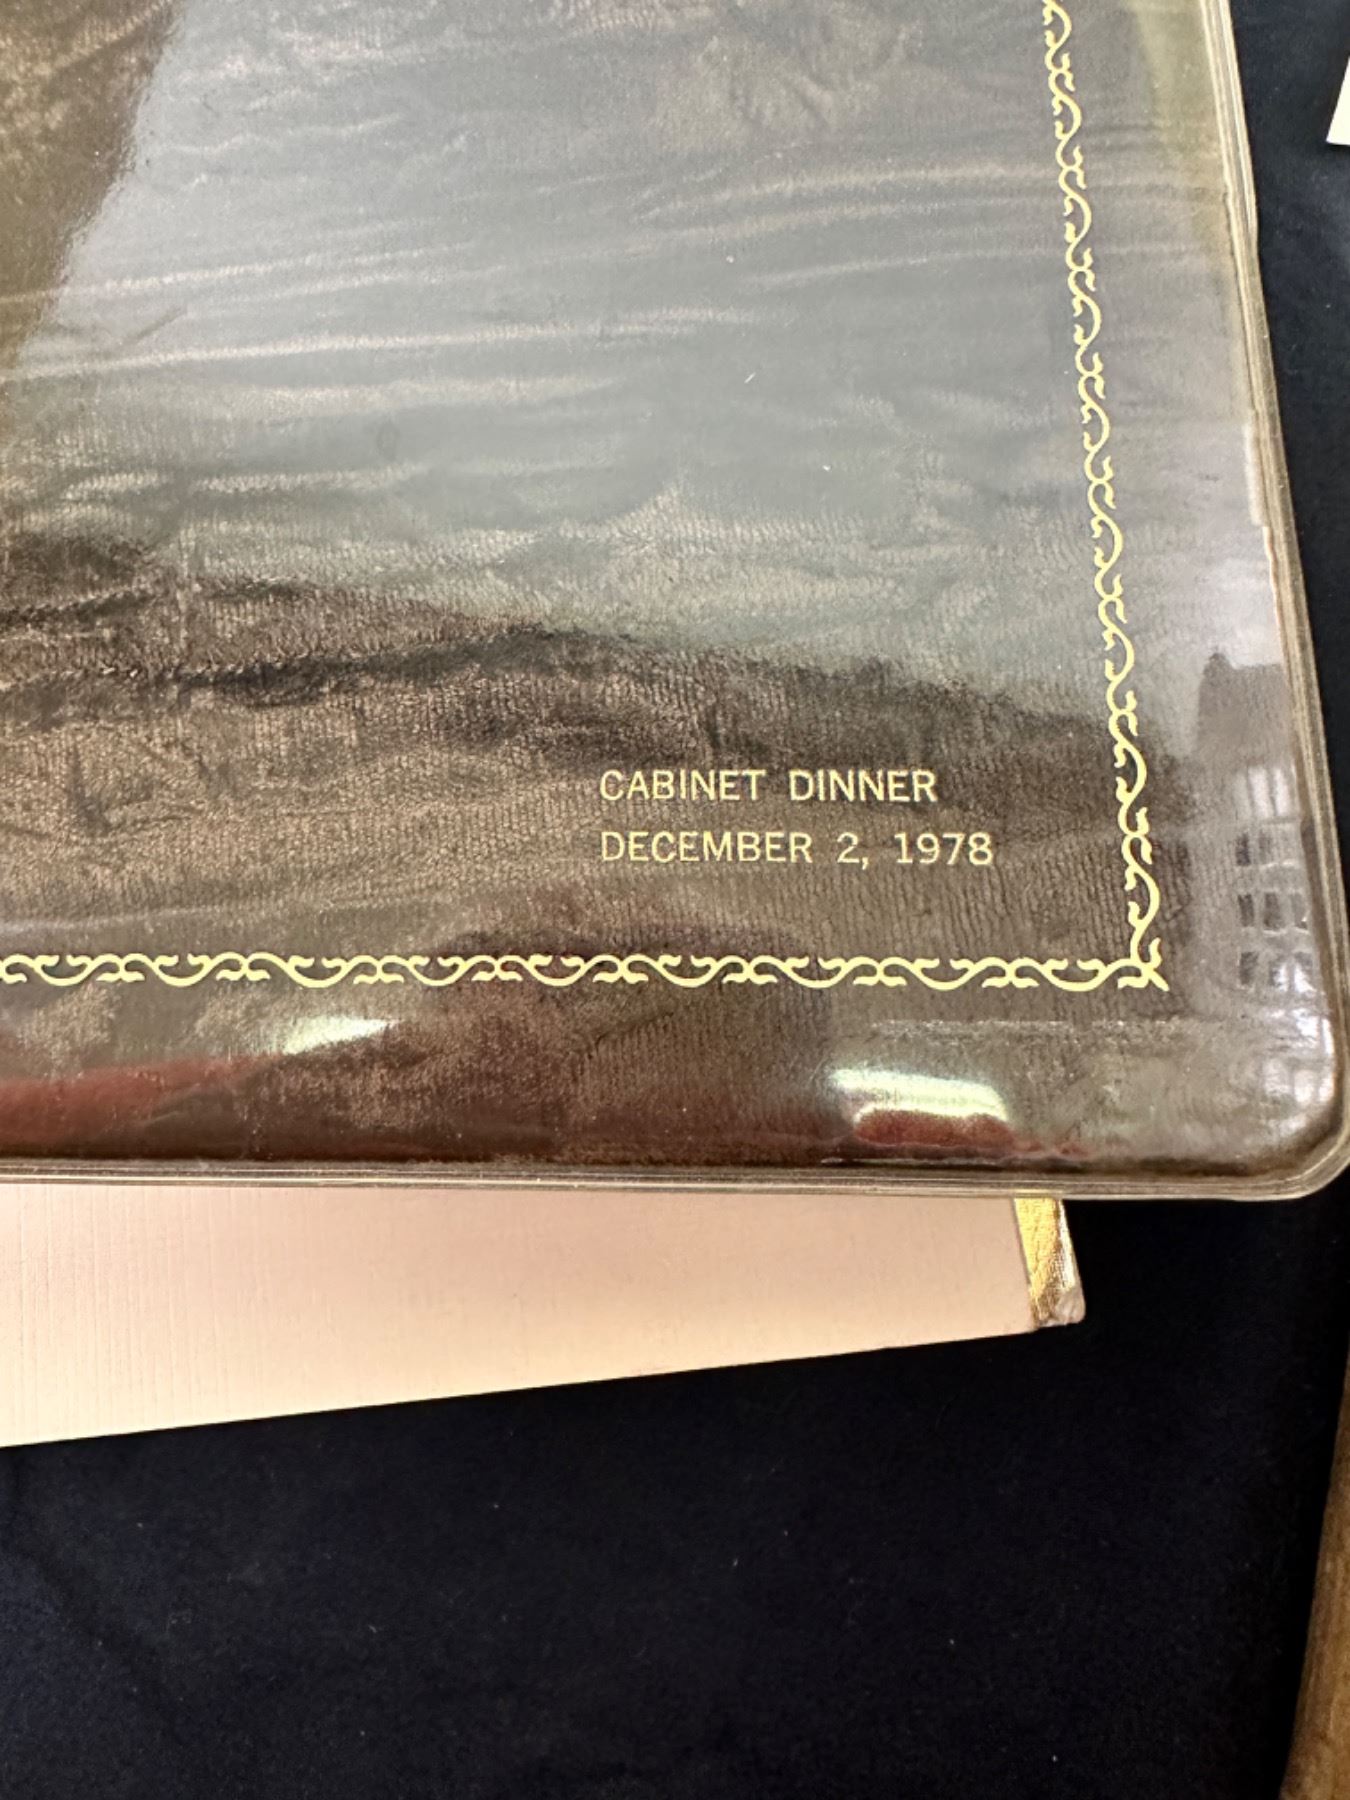 CABINET DINNER
DECEMBER 2, 1978